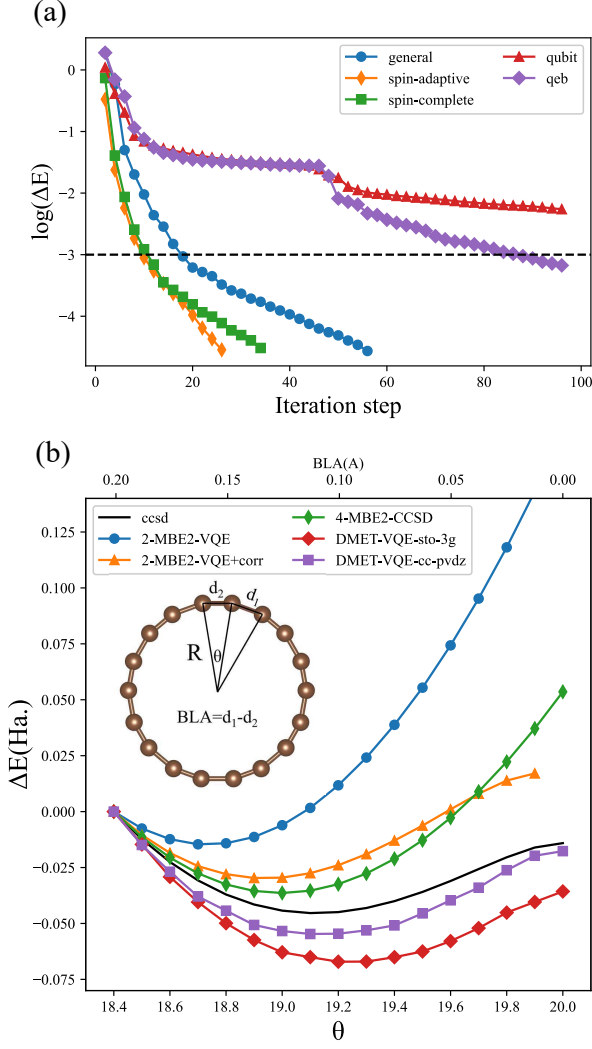 (a)
general
spin-adaptive
spin-complete
qubit
qeb
0
−1
−2
−3
−4
log(ΔE)
0 20 40 60 80 100
Iteration step
(b)
BLA(A)
0.20 0.15 0.10 0.05 0.00
ccsd
2-MBE2-VQE
2-MBE2-VQE+corr
4-MBE2-CCSD
DMET-VQE-sto-3g
DMET-VQE-cc-pvdz
d2 d1
R θ
BLA=d1-d2
0.125
0.100
0.075
0.050
0.025
0.000
−0.025
−0.050
−0.075
ΔE(Ha.)
18.4 18.6 18.8 19.0 19.2 19.4 19.6 19.8 20.0
θ